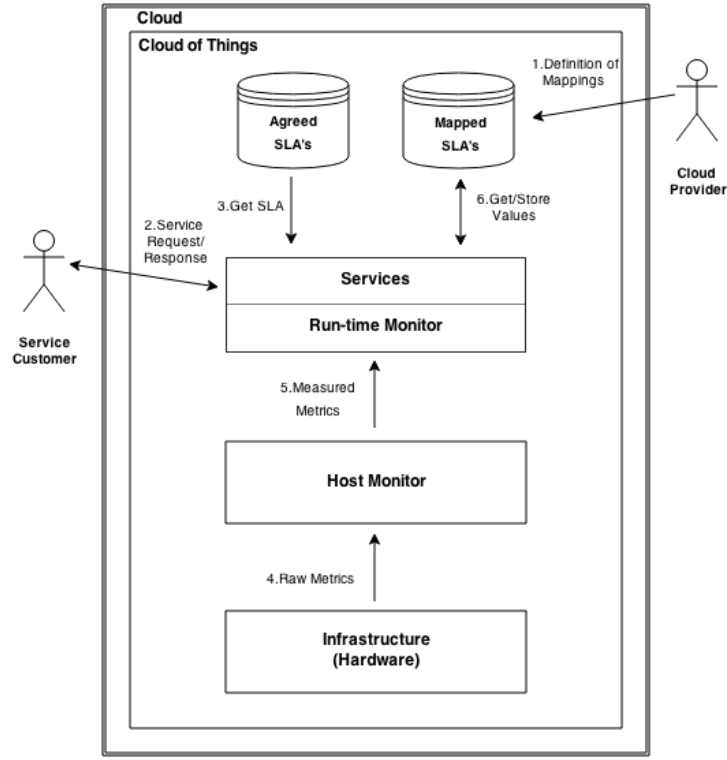 Cloud
Cloud of Things
1.Definition of
Mappings
Agreed
SLA's
Mapped
SLA's
Cloud
Provider
3.Get SLA
6.Get/Store
Values
2.Service
Request/
Response
Services
Run-time Monitor
Service
Customer
5.Measured
Metrics
Host Monitor
4.Raw Metrics
Infrastructure
(Hardware)